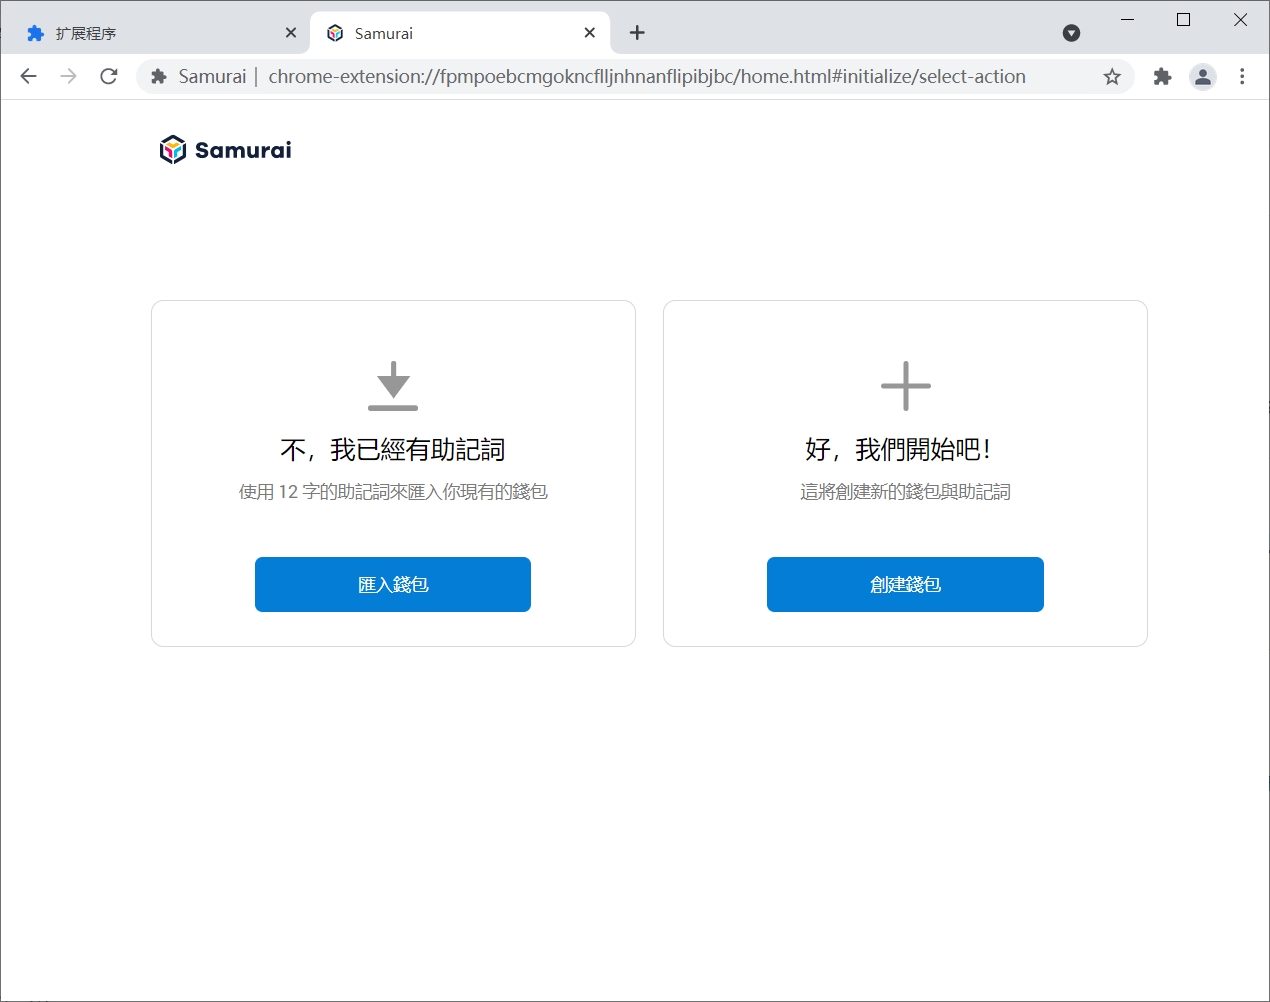 扩展程序
Samurai
Samurai | chrome-extension://fpmpoebcmgokncflljnhnanflipibjbc/home.html#initialize/select-action
Samurai
不，我已經有助記詞
使用 12 字的助記詞來匯入你現有的錢包
匯入錢包
好，我們開始吧！
這將創建新的錢包與助記詞
創建錢包